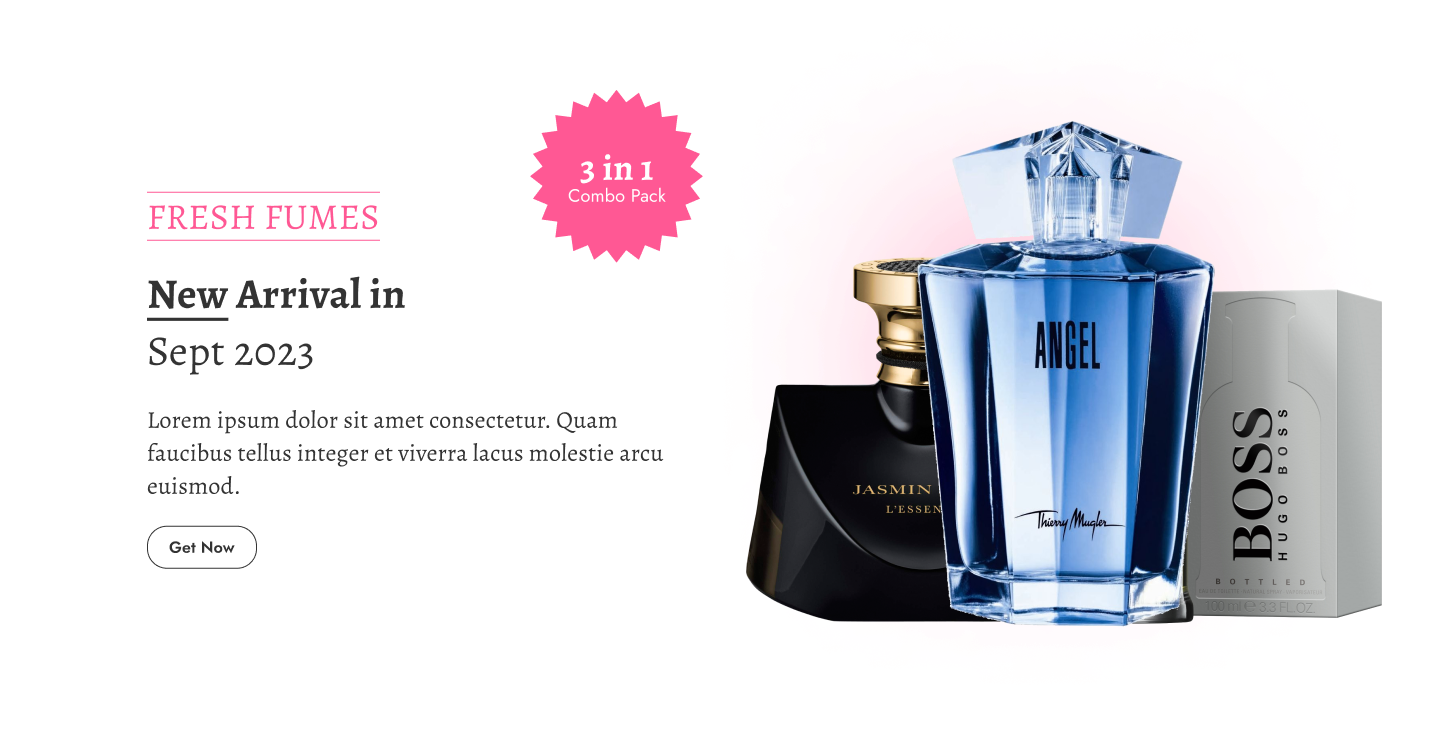 3 in 1
Combo Pack
FRESH FUMES
New Arrival in
Sept 2023
Lorem ipsum dolor sit amet consectetur. Quam
faucibus tellus integer et viverra lacus molestie arcu
euismod.
Get Now
JASMIN
L'ESSEN
ANGEL
Thierry Mugler
BOSS
HUGO BOSS
BOTTLED
100 ml e 3.3 FL.OZ.